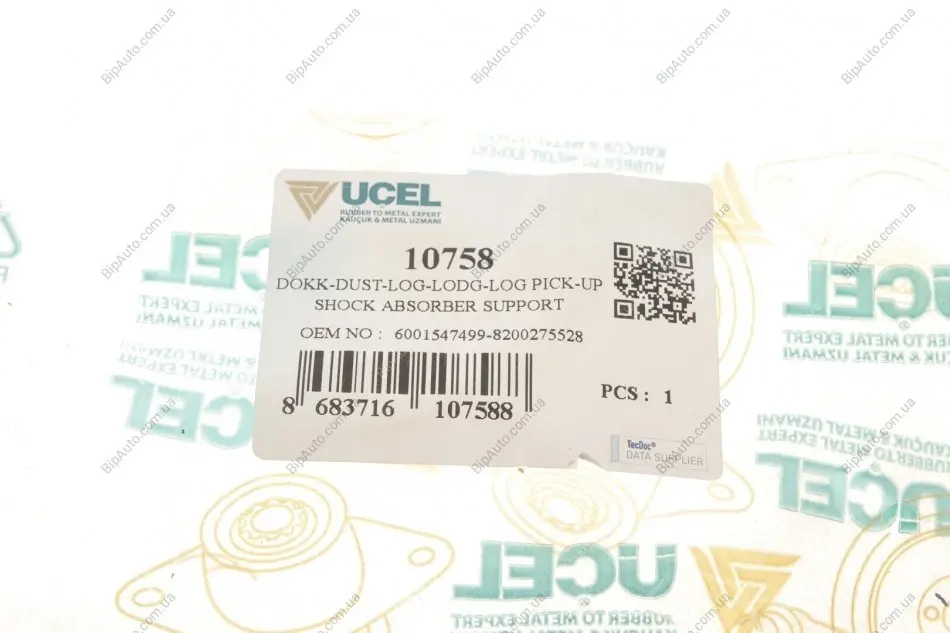 UCEL
RUBBER TO METAL EXPERT
KAUÇUK & METAL UZMANI
10758
DOKK-DUST-LOG-LODG-LOG PICK-UP
SHOCK ABSORBER SUPPORT
OEM NO : 6001547499-8200275528
PCS : 1
8 683716 107588
TecDoc®
DATA SUPPLIER
UCEL
RUBBER TO METAL EXPERT
KAUÇUK & METAL UZMANI
BipAuto.com.ua